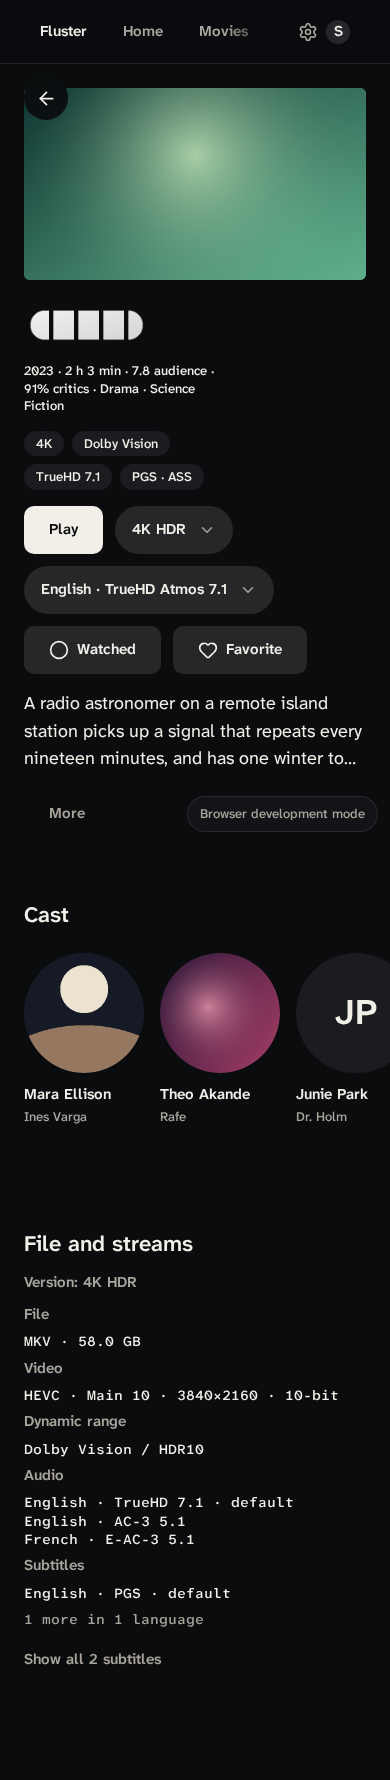 Fluster Home Movies S
2023 · 2 h 3 min · 7.8 audience ·
91% critics · Drama · Science
Fiction
4K Dolby Vision
TrueHD 7.1 PGS · ASS
Play 4K HDR
English · TrueHD Atmos 7.1
Watched Favorite
A radio astronomer on a remote island
station picks up a signal that repeats every
nineteen minutes, and has one winter to…
More Browser development mode
Cast
JP
Mara Ellison Theo Akande Junie Park
Ines Varga Rafe Dr. Holm
File and streams
Version: 4K HDR
File
MKV · 58.0 GB
Video
HEVC · Main 10 · 3840×2160 · 10-bit
Dynamic range
Dolby Vision / HDR10
Audio
English · TrueHD 7.1 · default
English · AC-3 5.1
French · E-AC-3 5.1
Subtitles
English · PGS · default
1 more in 1 language
Show all 2 subtitles